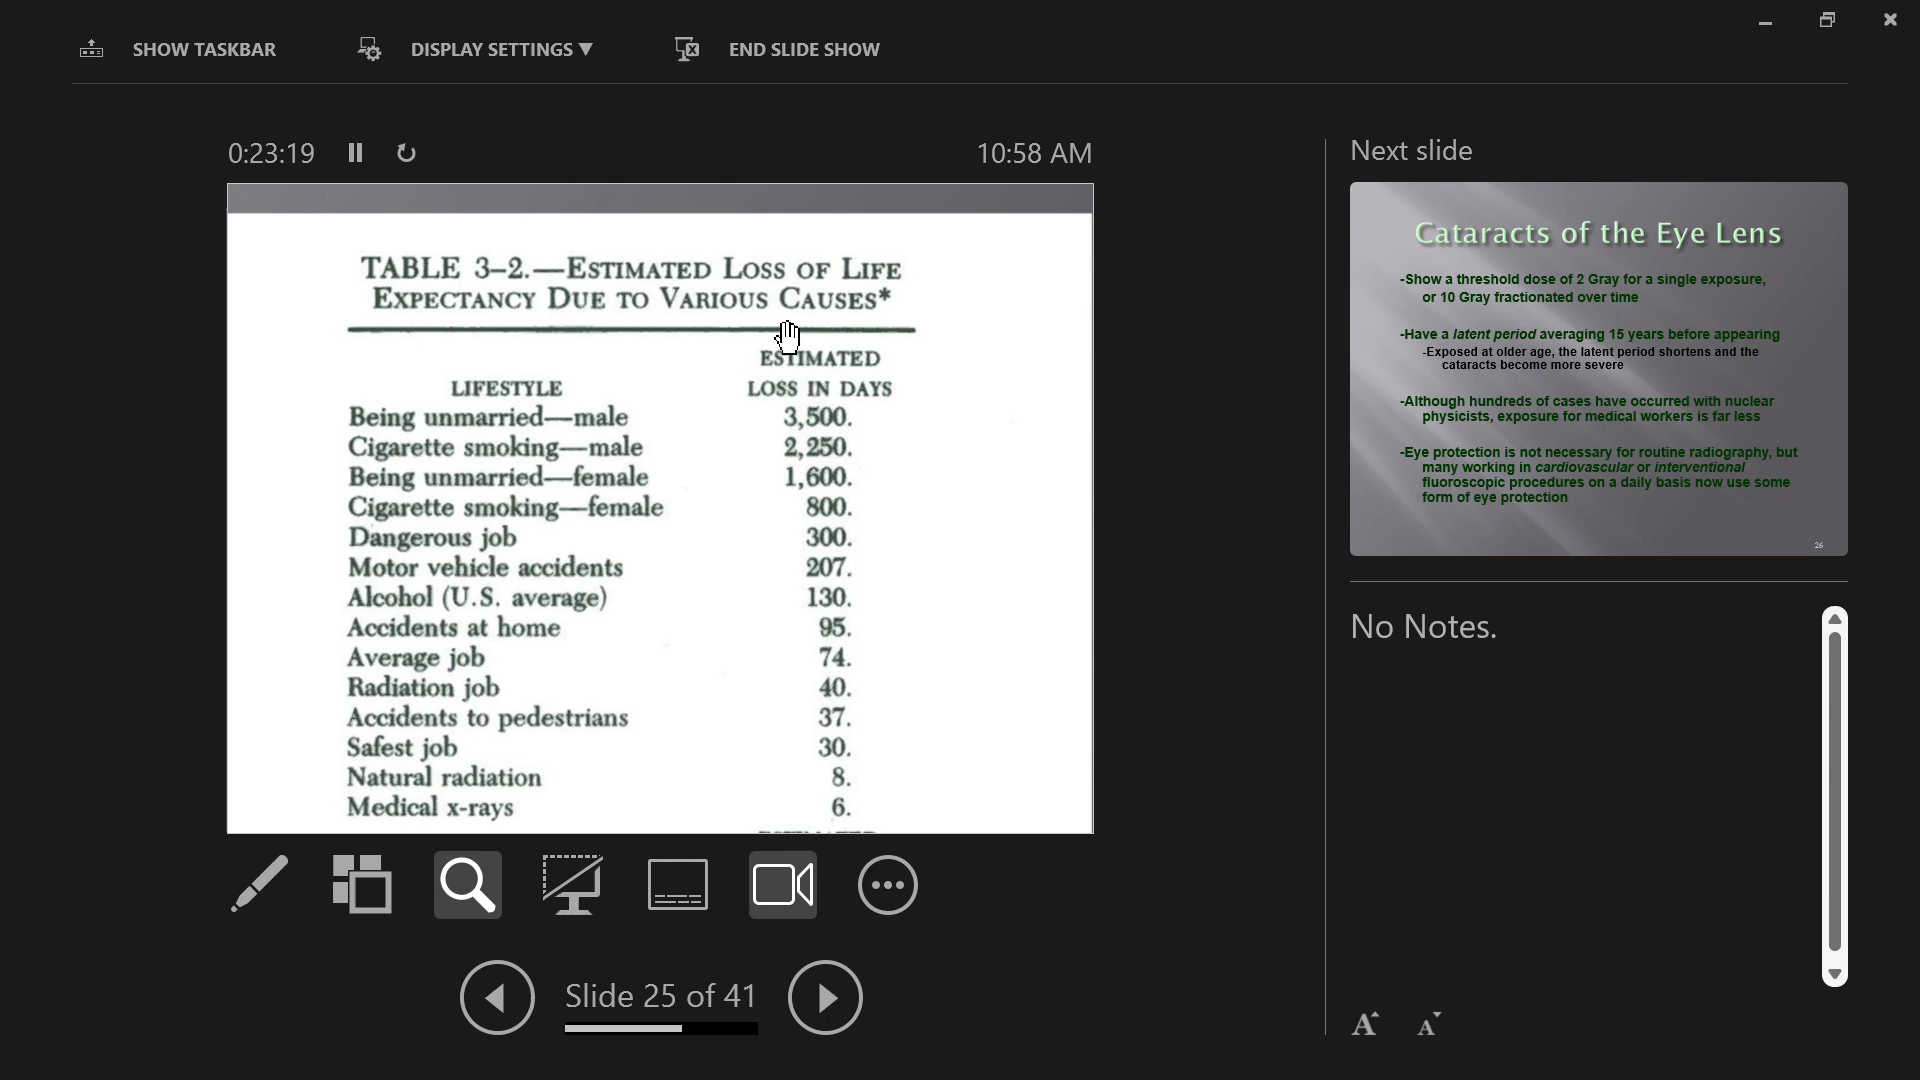 SHOW TASKBAR
DISPLAY SETTINGS ▼
END SLIDE SHOW
0:23:19
10:58 AM
TABLE 3–2.—Estimated Loss of Life
Expectancy Due to Various Causes*
ESTIMATED
LIFESTYLE LOSS IN DAYS
Being unmarried—male 3,500.
Cigarette smoking—male 2,250.
Being unmarried—female 1,600.
Cigarette smoking—female 800.
Dangerous job 300.
Motor vehicle accidents 207.
Alcohol (U.S. average) 130.
Accidents at home 95.
Average job 74.
Radiation job 40.
Accidents to pedestrians 37.
Safest job 30.
Natural radiation 8.
Medical x-rays 6.
Slide 25 of 41
Next slide
Cataracts of the Eye Lens
-Show a threshold dose of 2 Gray for a single exposure,
or 10 Gray fractionated over time
-Have a latent period averaging 15 years before appearing
-Exposed at older age, the latent period shortens and the
cataracts become more severe
-Although hundreds of cases have occurred with nuclear
physicists, exposure for medical workers is far less
-Eye protection is not necessary for routine radiography, but
many working in cardiovascular or interventional
fluoroscopic procedures on a daily basis now use some
form of eye protection
26
No Notes.
A A